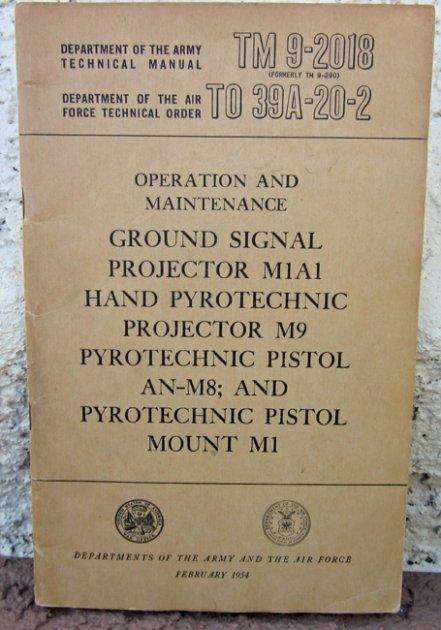 DEPARTMENT OF THE ARMY
TECHNICAL MANUAL
TM 9-2018
(FORMERLY TM 9-290)
DEPARTMENT OF THE AIR
FORCE TECHNICAL ORDER
TO 39A-20-2
OPERATION AND
MAINTENANCE
GROUND SIGNAL
PROJECTOR M1A1
HAND PYROTECHNIC
PROJECTOR M9
PYROTECHNIC PISTOL
AN-M8; AND
PYROTECHNIC PISTOL
MOUNT M1
DEPARTMENTS OF THE ARMY AND THE AIR FORCE
FEBRUARY 1954